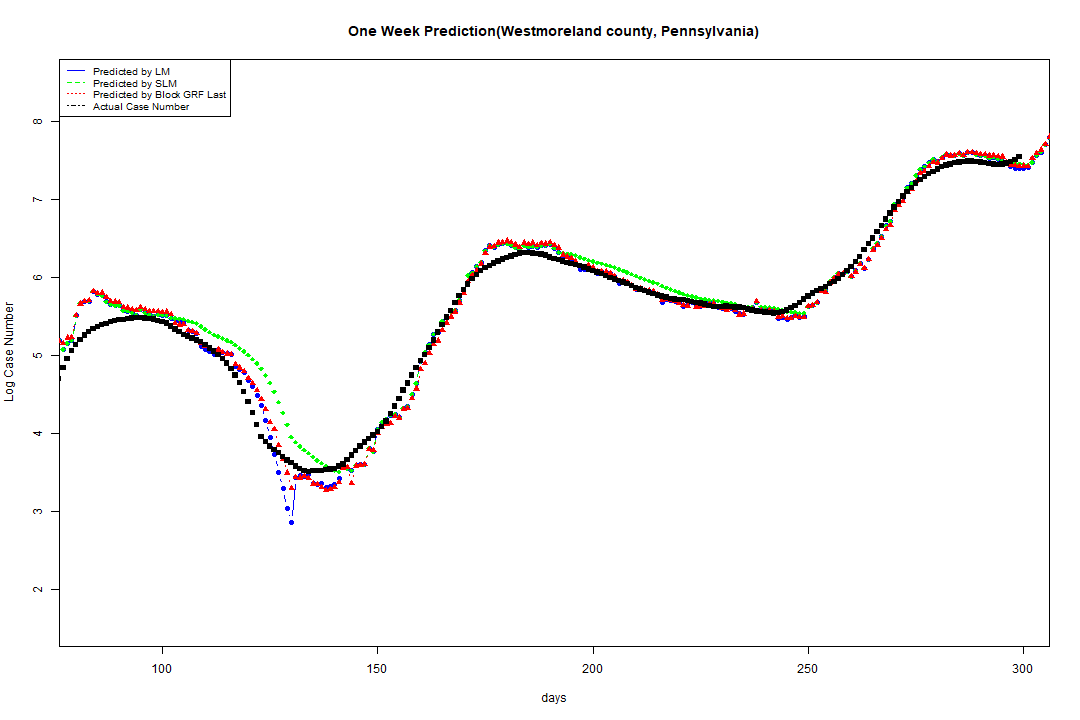 One Week Prediction(Westmoreland county, Pennsylvania)
Predicted by LM
Predicted by SLM
Predicted by Block GRF Last
Actual Case Number
8
7
6
5
4
3
2
Log Case Number
100 150 200 250 300
days